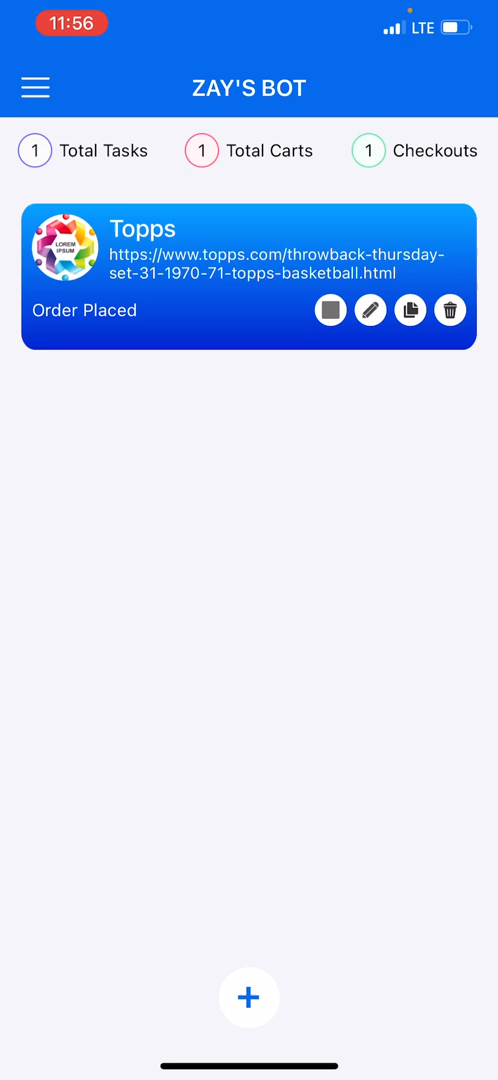 11:56
LTE
ZAY'S BOT
1 Total Tasks
1 Total Carts
1 Checkouts
LOREM
IPSUM
Topps
https://www.topps.com/throwback-thursday-
set-31-1970-71-topps-basketball.html
Order Placed
+